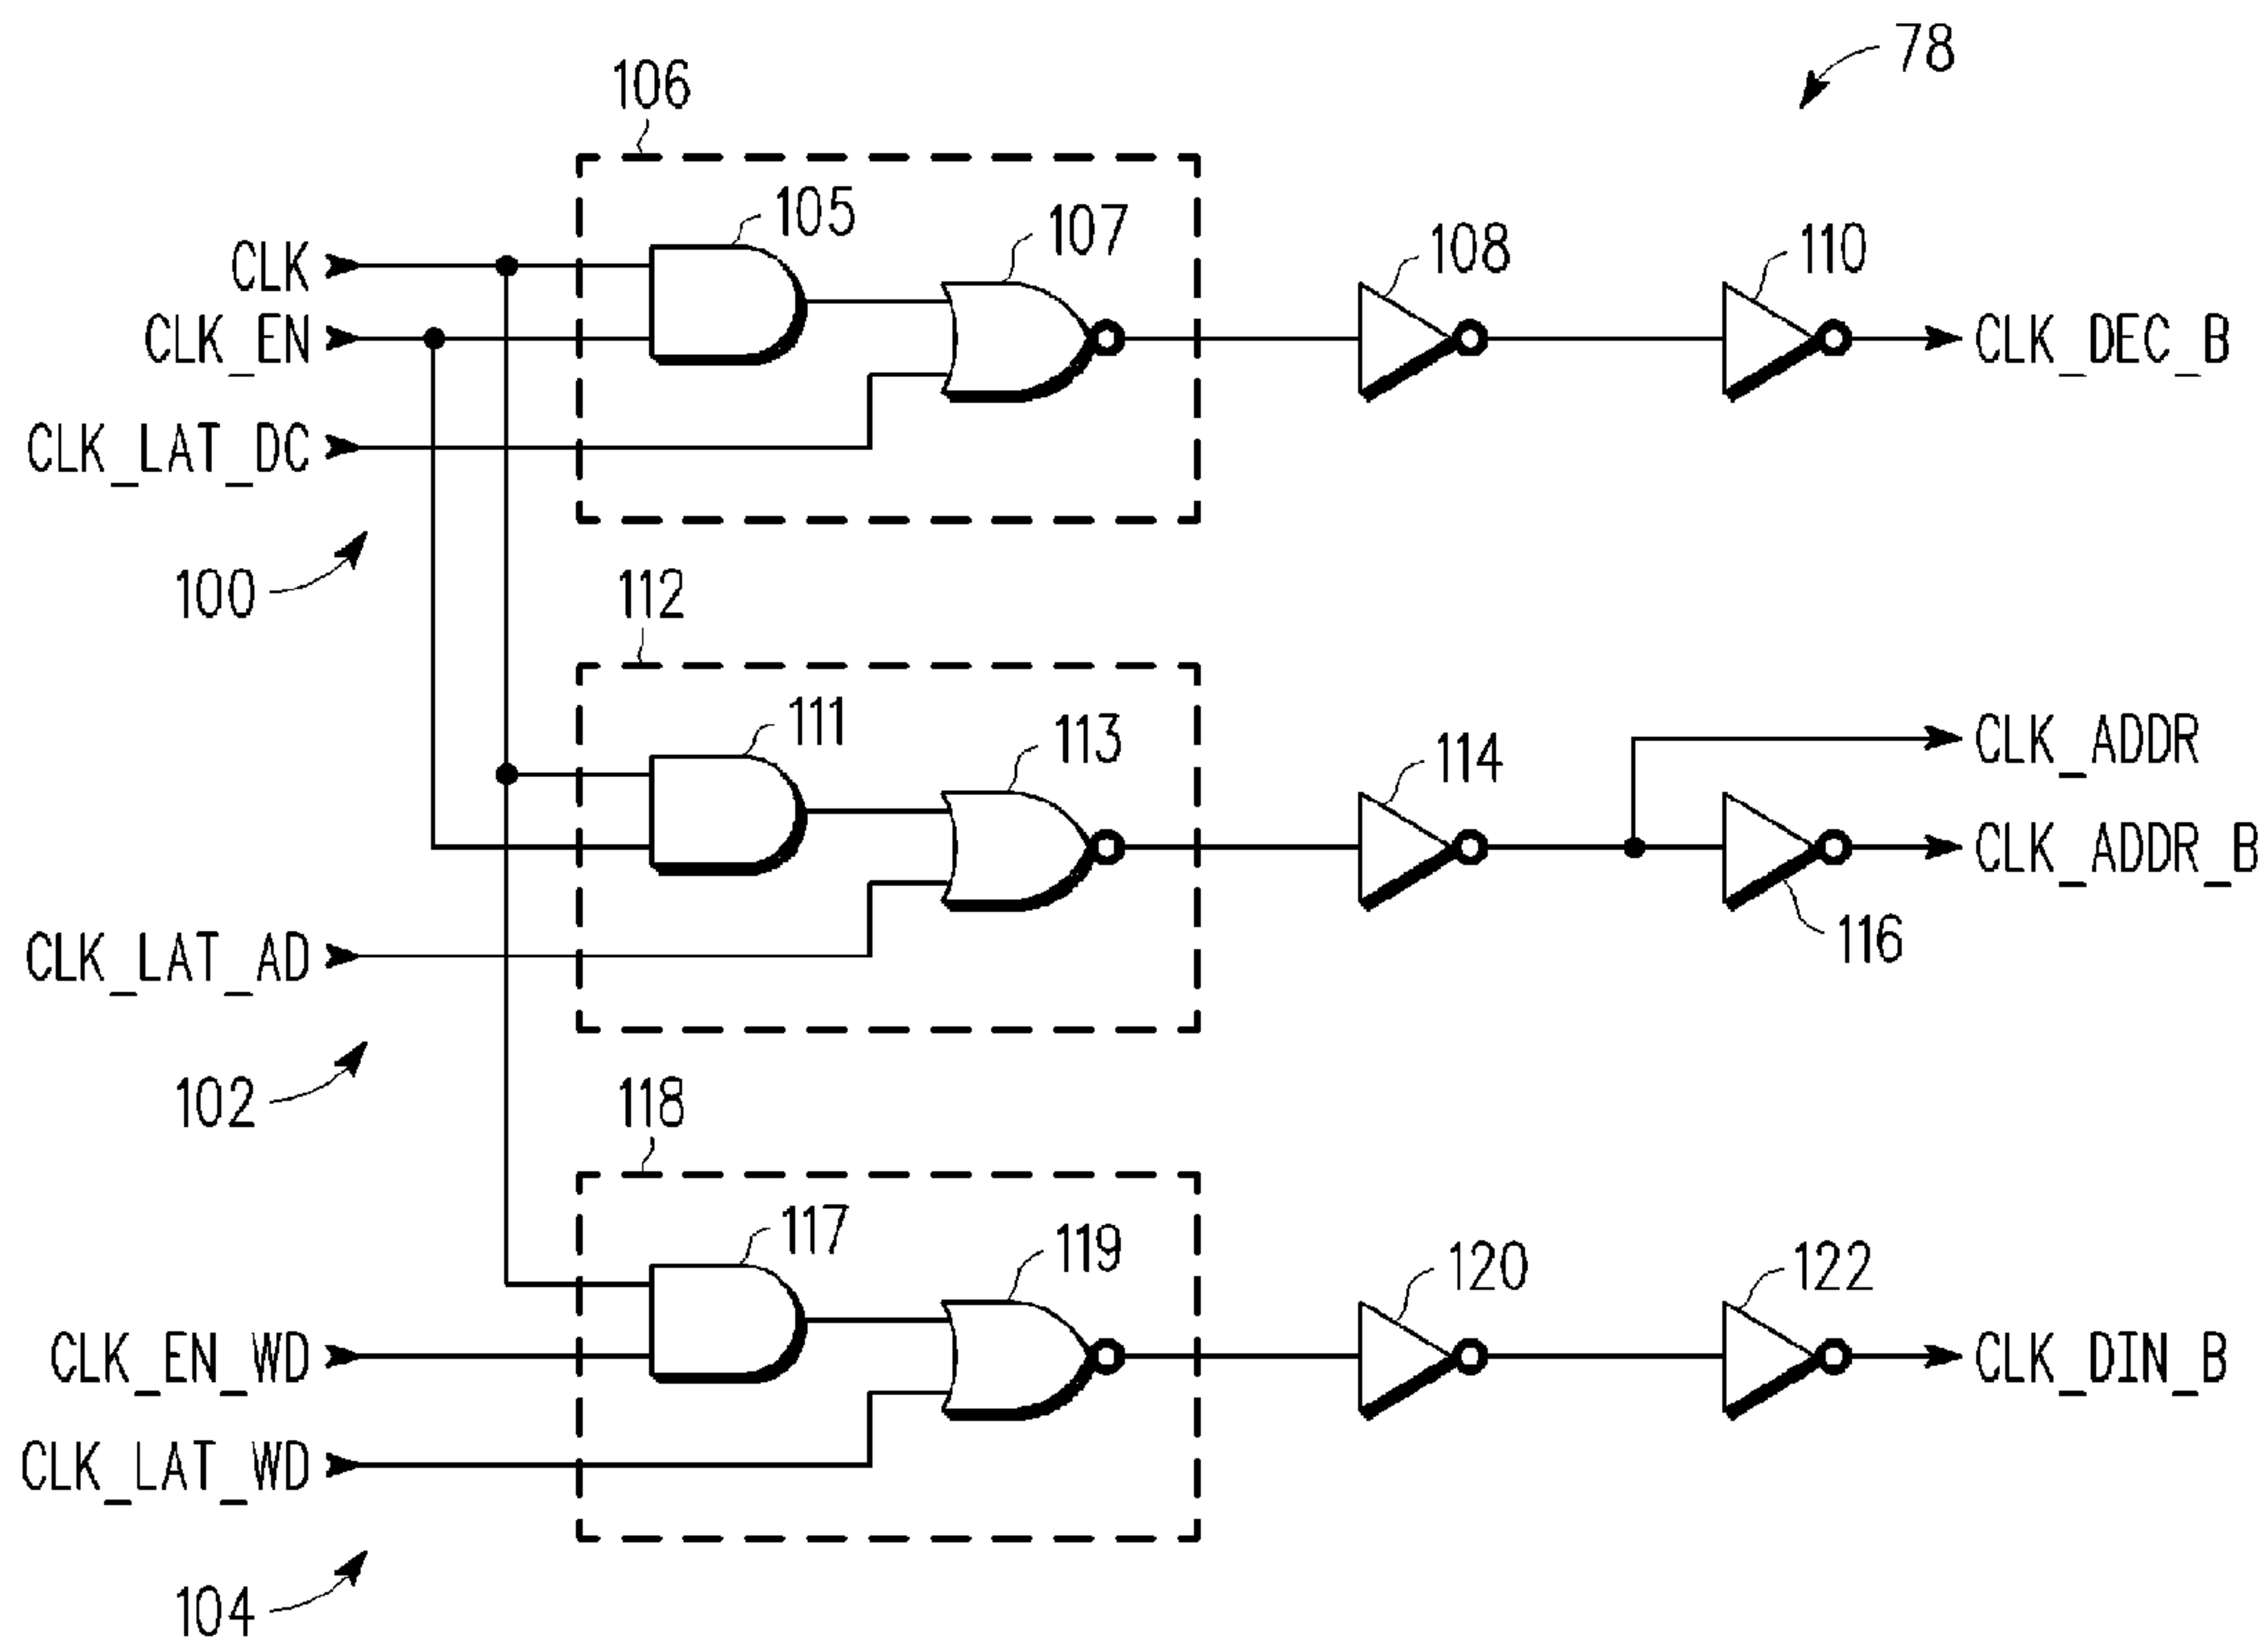 78
106
105
107
108
110
CLK
CLK_EN
CLK_DEC_B
CLK_LAT_DC
100
112
111
113
114
CLK_ADDR
CLK_ADDR_B
116
CLK_LAT_AD
102
118
117
119
120
122
CLK_EN_WD
CLK_DIN_B
CLK_LAT_WD
104